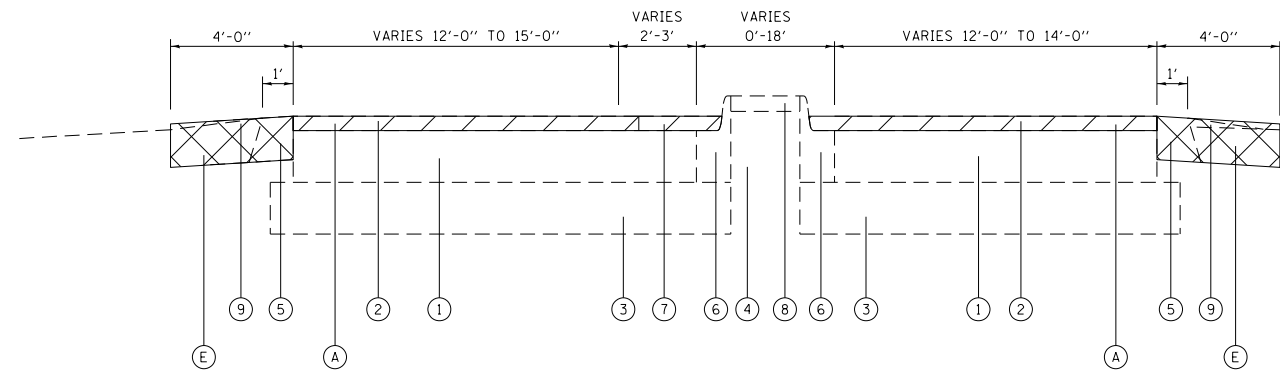 VARIES VARIES
4'-0" VARIES 12'-0" TO 15'-0" 2'-3' 0'-18' VARIES 12'-0" TO 14'-0" 4'-0"
1' 1'
9 5 2 1 3 7 6 4 8 6 3 1 2 5 9
E A A E